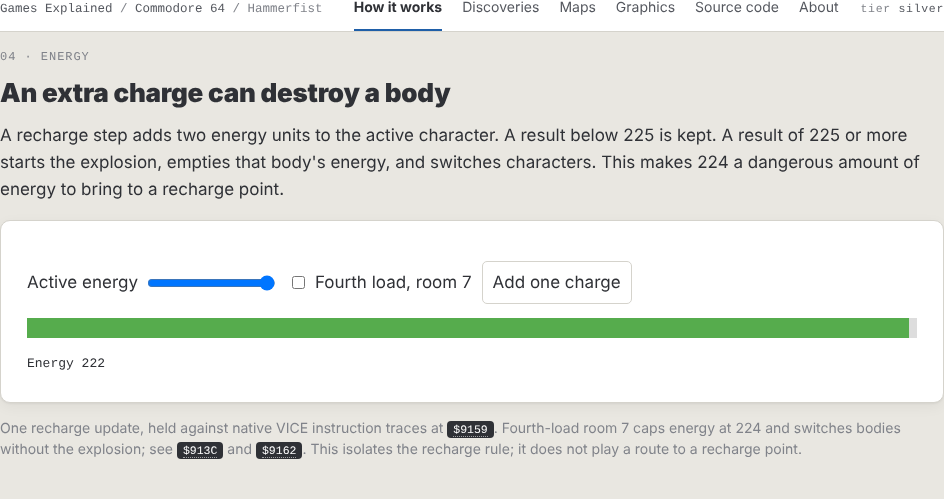 Games Explained / Commodore 64 / Hammerfist How it works Discoveries Maps Graphics Source code About tier silver
04 · ENERGY
An extra charge can destroy a body
A recharge step adds two energy units to the active character. A result below 225 is kept. A result of 225 or more
starts the explosion, empties that body's energy, and switches characters. This makes 224 a dangerous amount of
energy to bring to a recharge point.
Active energy Fourth load, room 7 Add one charge
Energy 222
One recharge update, held against native VICE instruction traces at $9159. Fourth-load room 7 caps energy at 224 and switches bodies
without the explosion; see $913C and $9162. This isolates the recharge rule; it does not play a route to a recharge point.